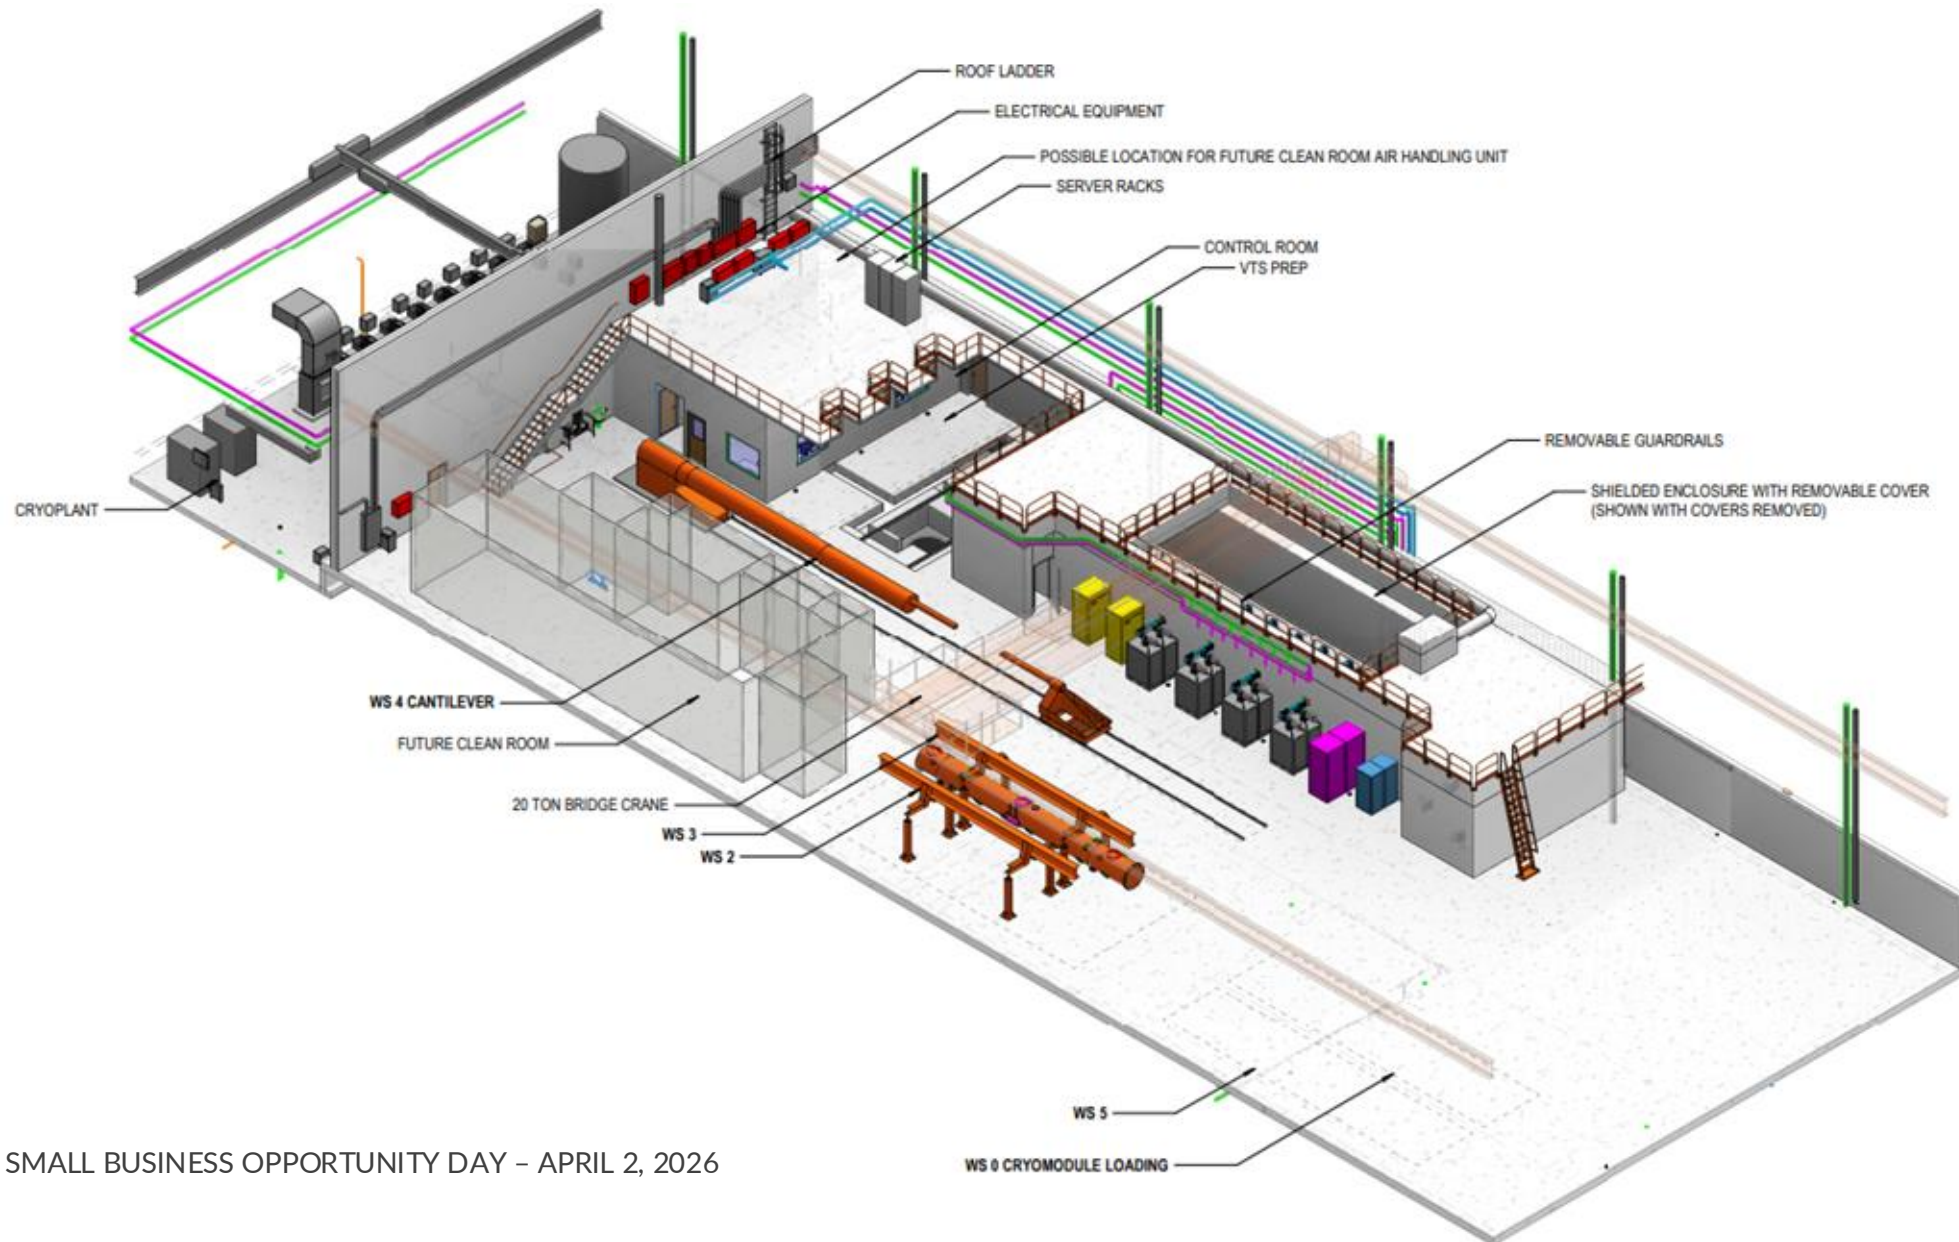 ROOF LADDER
ELECTRICAL EQUIPMENT
POSSIBLE LOCATION FOR FUTURE CLEAN ROOM AIR HANDLING UNIT
SERVER RACKS
CONTROL ROOM
VTS PREP
REMOVABLE GUARDRAILS
SHIELDED ENCLOSURE WITH REMOVABLE COVER
(SHOWN WITH COVERS REMOVED)
CRYOPLANT
WS 4 CANTILEVER
FUTURE CLEAN ROOM
20 TON BRIDGE CRANE
WS 3
WS 2
WS 5
WS 0 CRYOMODULE LOADING
SMALL BUSINESS OPPORTUNITY DAY – APRIL 2, 2026